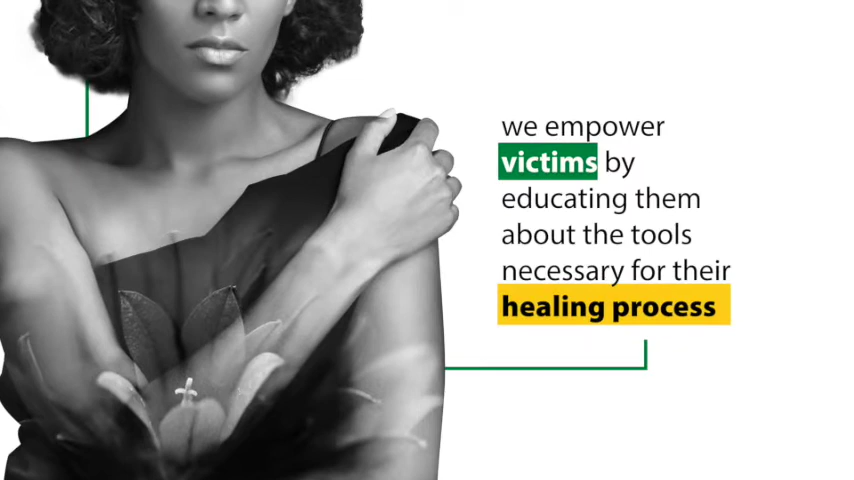 we empower
victims by
educating them
about the tools
necessary for their
healing process